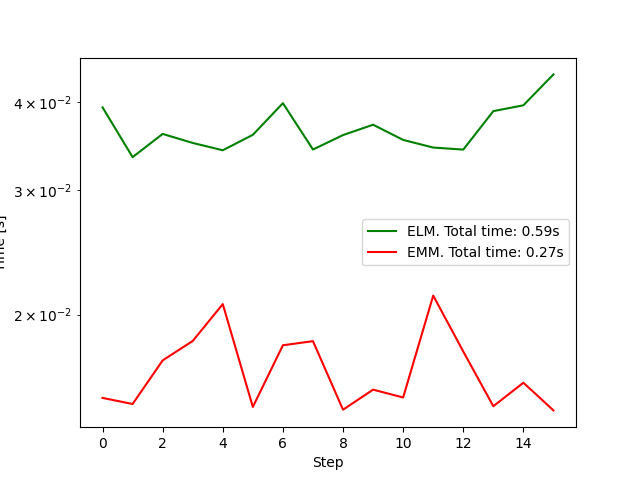 4 × 10⁻²
3 × 10⁻²
2 × 10⁻²
ELM. Total time: 0.59s
EMM. Total time: 0.27s
0 2 4 6 8 10 12 14
Step